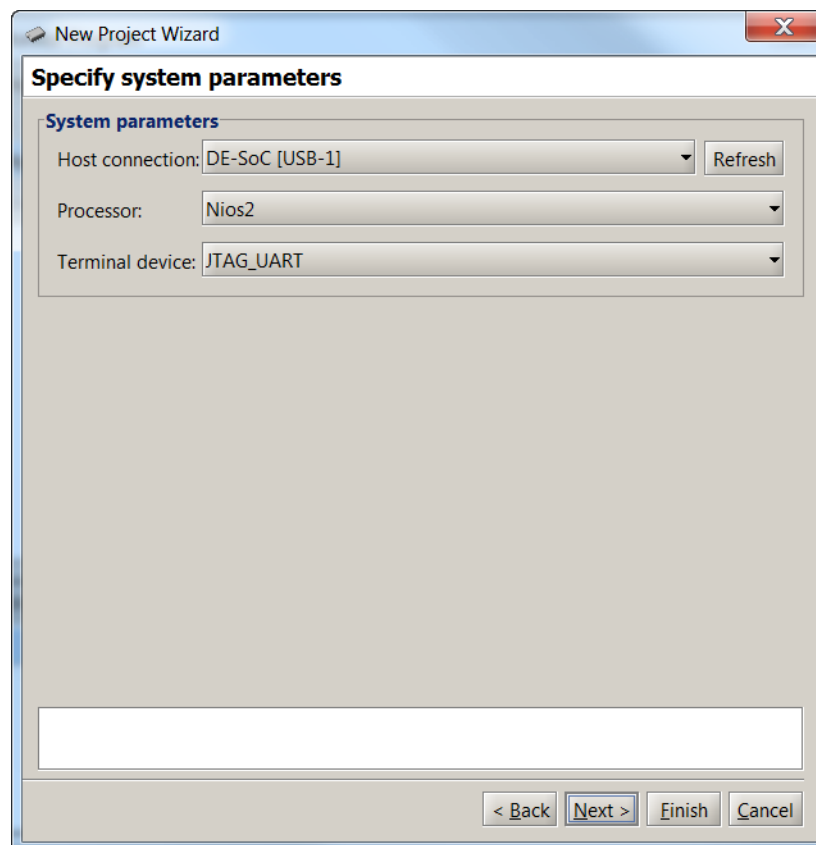 New Project Wizard
Specify system parameters
System parameters
Host connection: DE-SoC [USB-1] Refresh
Processor: Nios2
Terminal device: JTAG_UART
< Back Next > Finish Cancel